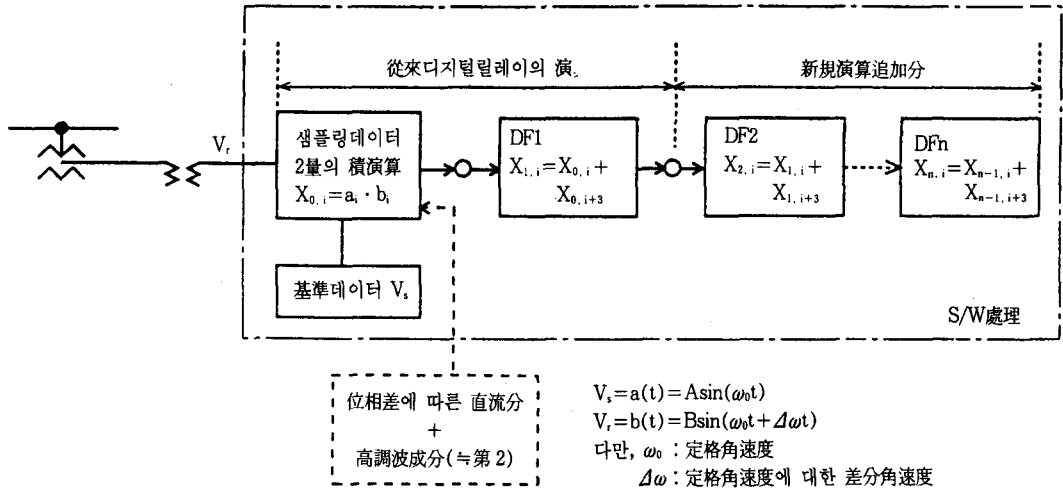 從來디지털릴레이의 演.
新規演算追加分
V_r
샘플링데이터
2量의 積演算
X_{0, i}=a_i · b_i
DF1
X_{1, i}=X_{0, i}+
X_{0, i+3}
DF2
X_{2, i}=X_{1, i}+
X_{1, i+3}
DFn
X_{n, i}=X_{n-1, i}+
X_{n-1, i+3}
基準데이터 V_s
S/W處理
位相差에 따른 直流分
+
高調波成分(≒第2)
V_s=a(t)=Asin(ω_0t)
V_r=b(t)=Bsin(ω_0t+Δωt)
다만, ω_0 : 定格角速度
Δω : 定格角速度에 대한 差分角速度